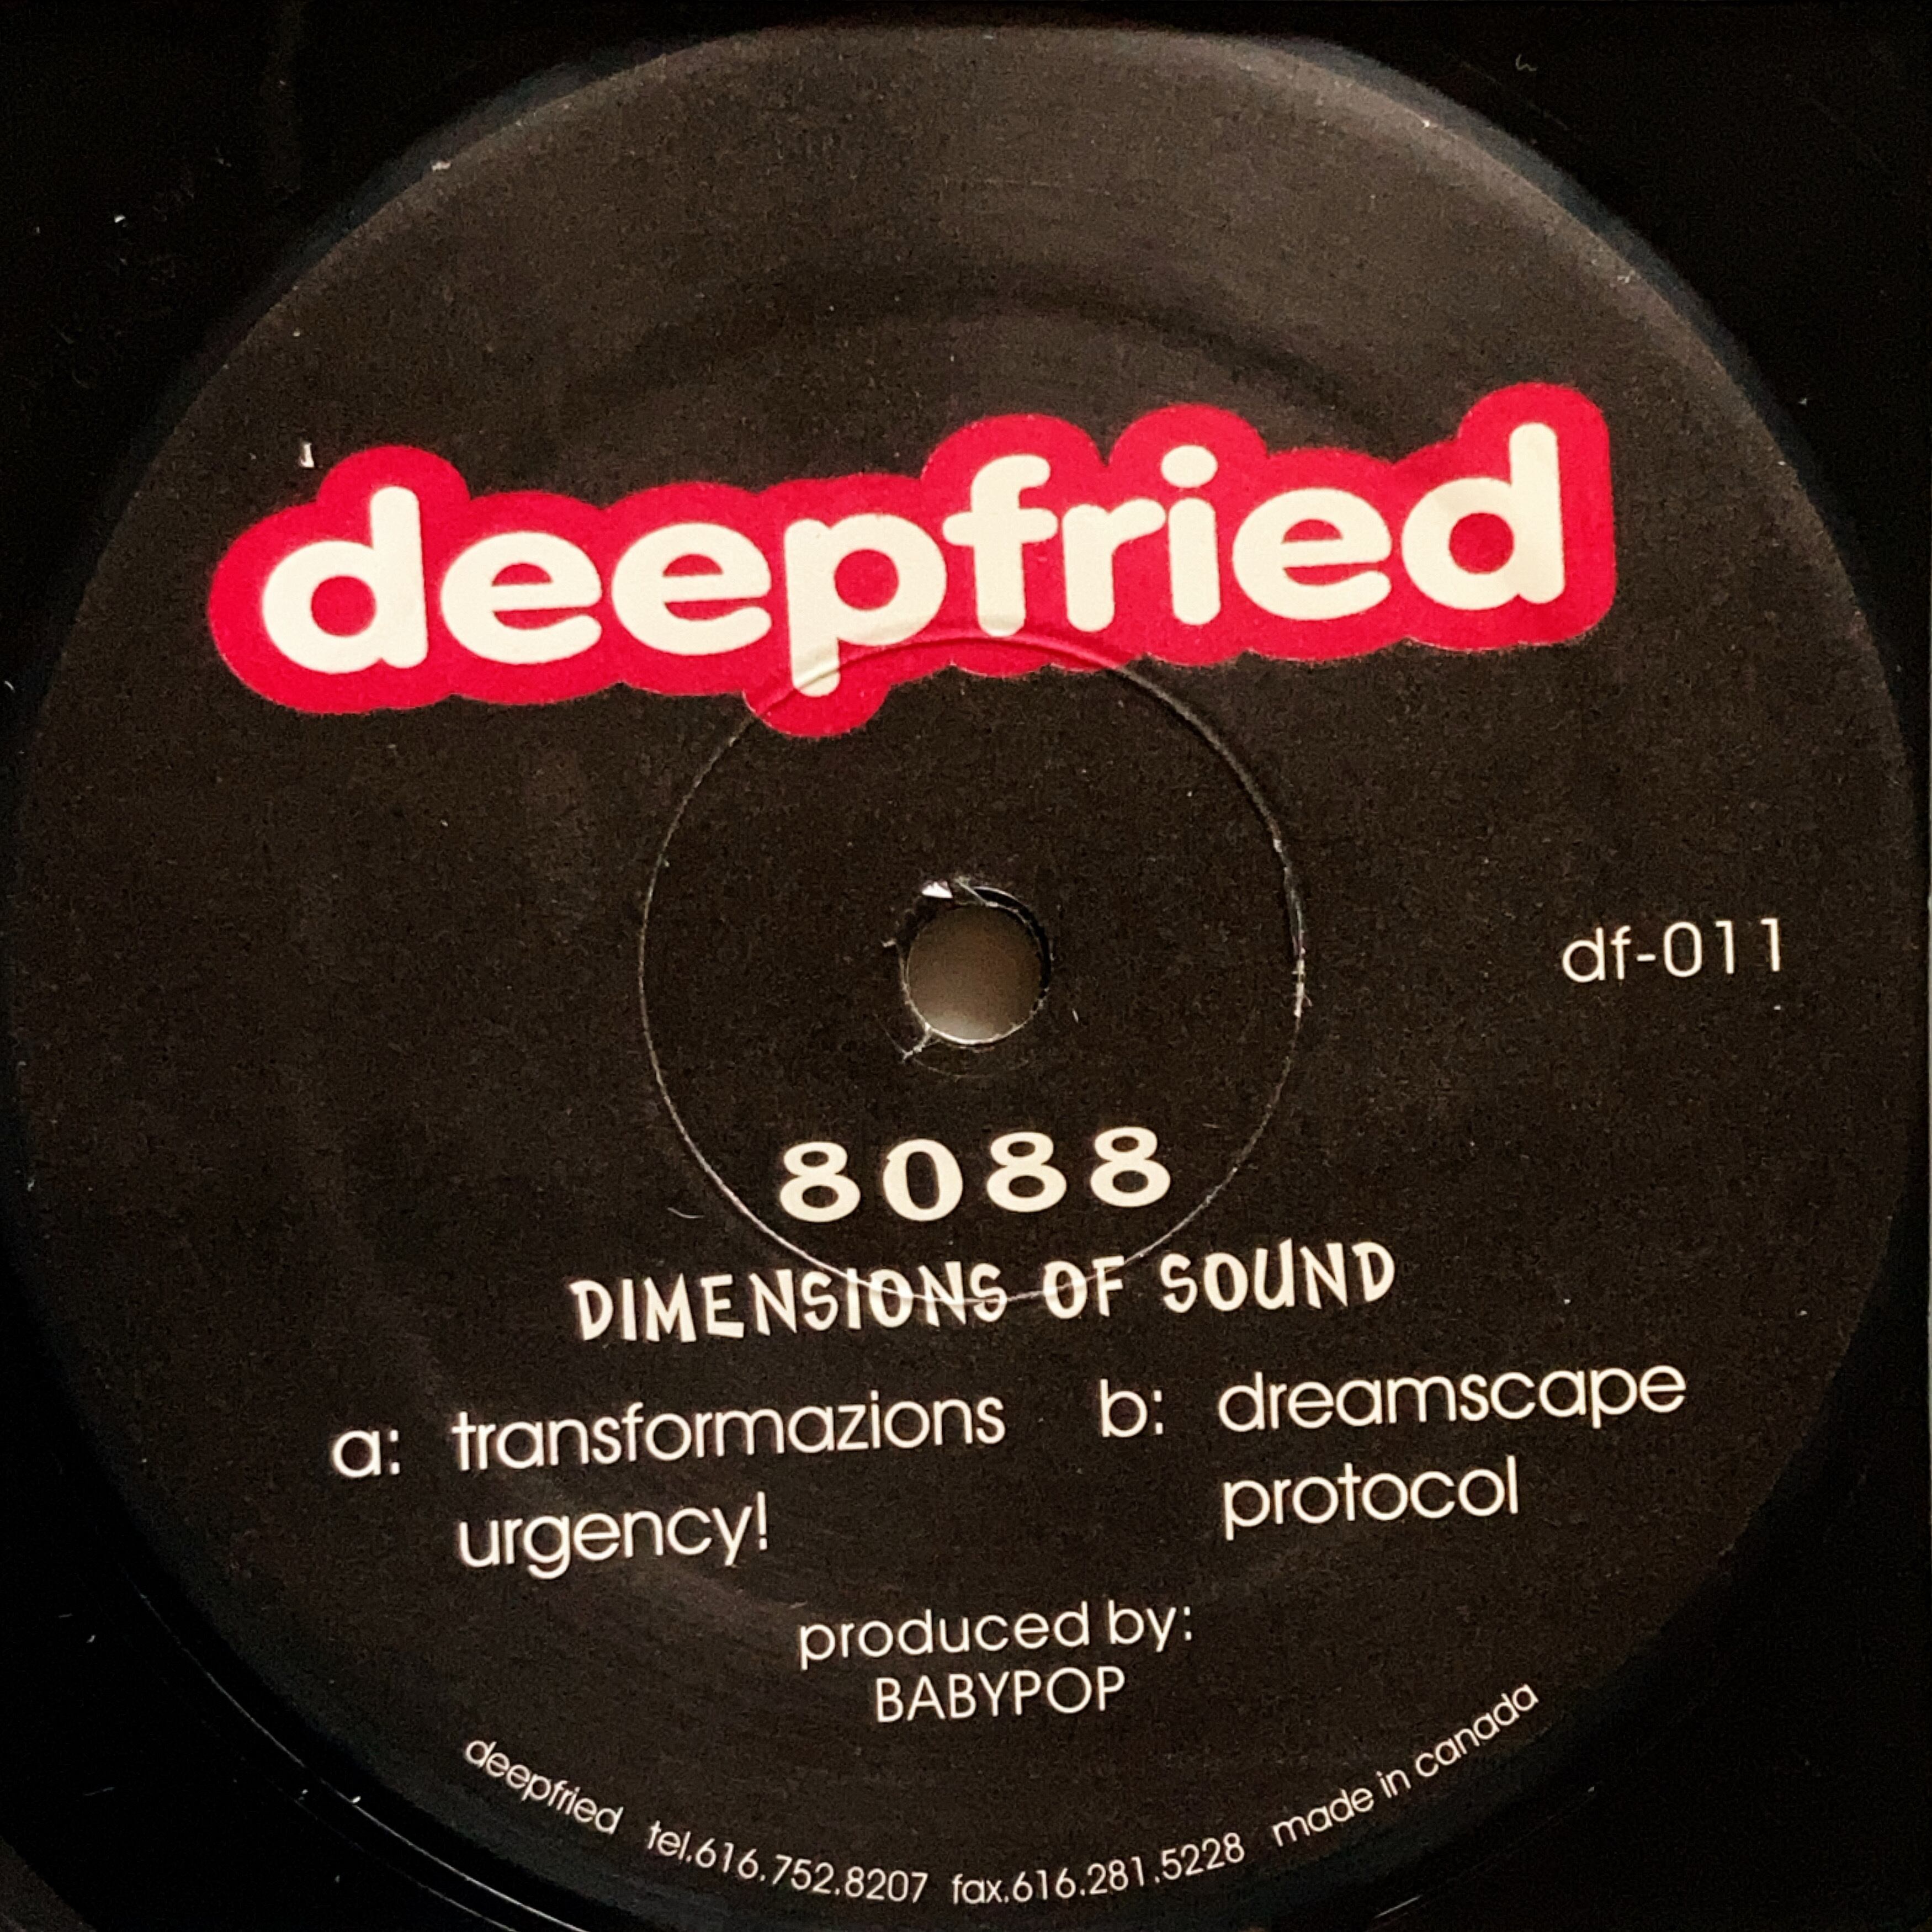 deepfried
df-011
8088
DIMENSIONS OF SOUND
a: transformazions
urgency!
b: dreamscape
protocol
produced by:
BABYPOP
deepfried tel.616.752.8207 fax.616.281.5228 made in canada